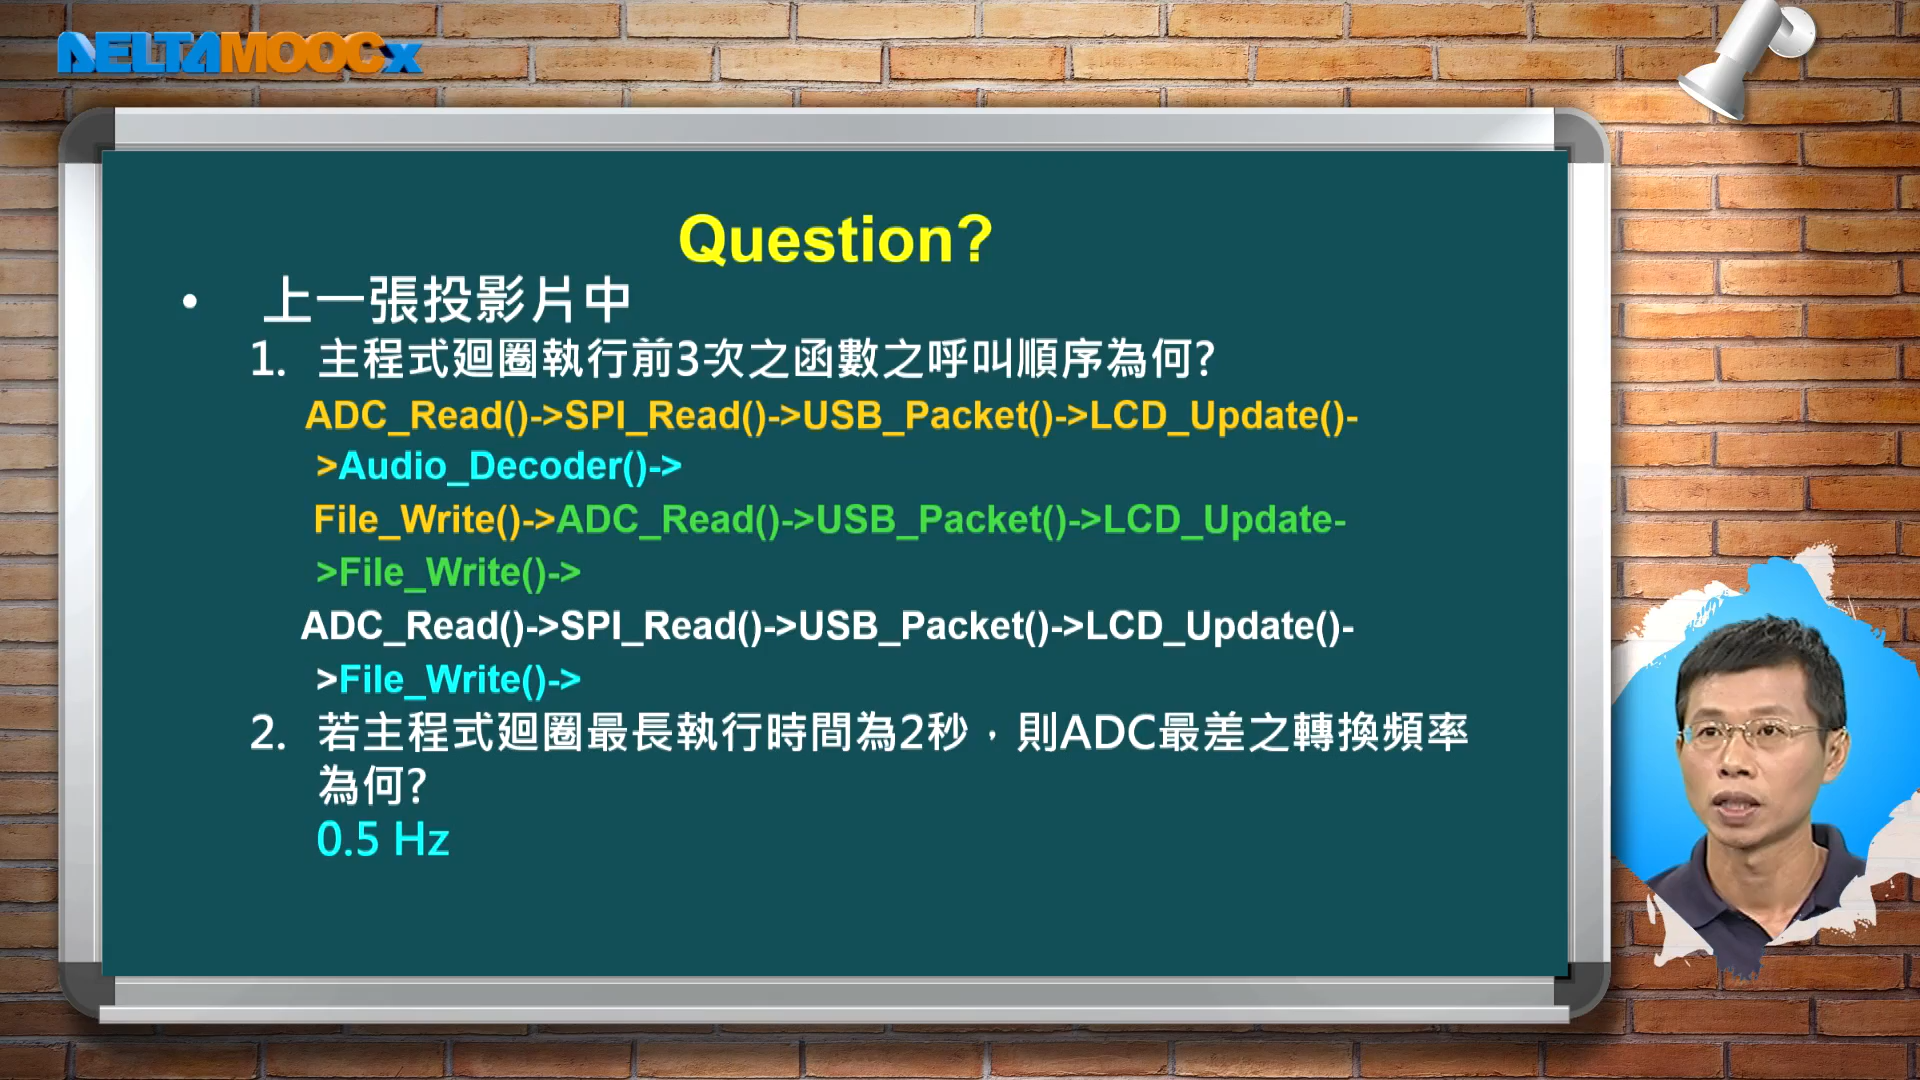 DELTAMOOCx
Question?
• 上一張投影片中
1. 主程式迴圈執行前3次之函數之呼叫順序為何?
ADC_Read()->SPI_Read()->USB_Packet()->LCD_Update()-
>Audio_Decoder()->
File_Write()->ADC_Read()->USB_Packet()->LCD_Update-
>File_Write()->
ADC_Read()->SPI_Read()->USB_Packet()->LCD_Update()-
>File_Write()->
2. 若主程式迴圈最長執行時間為2秒，則ADC最差之轉換頻率
為何?
0.5 Hz